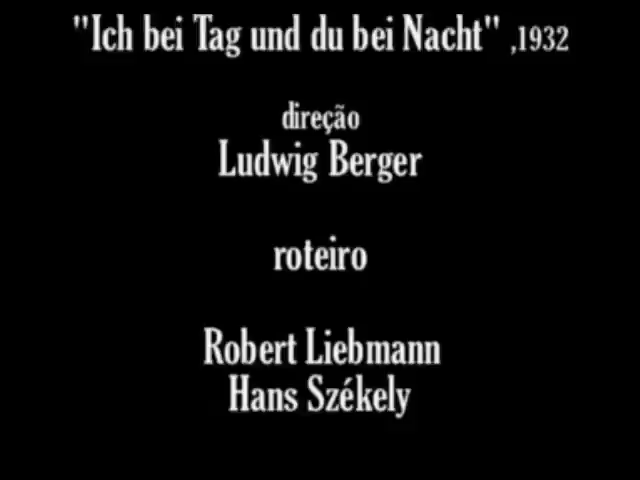 "Ich bei Tag und du bei Nacht" ,1932
direção
Ludwig Berger
roteiro
Robert Liebmann
Hans Székely